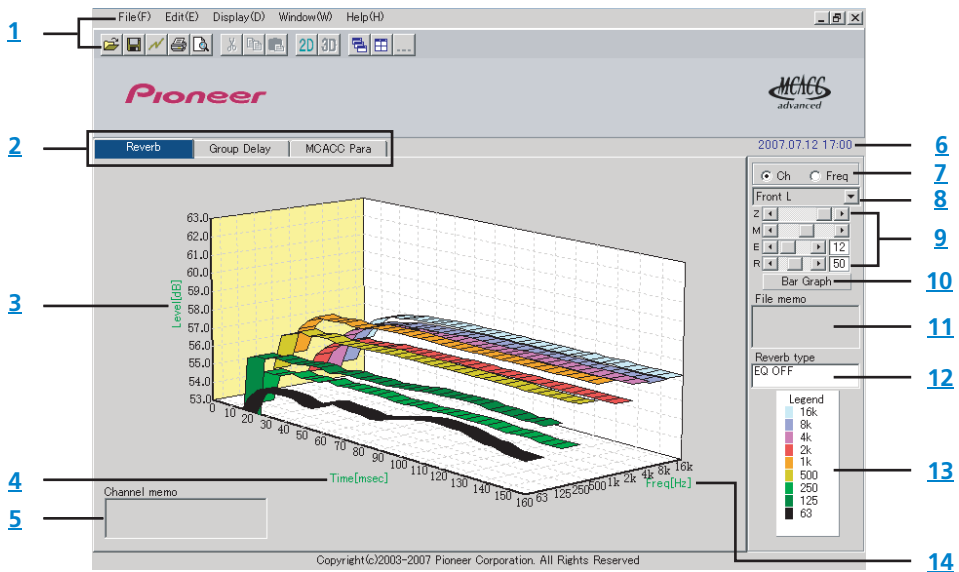 File(F) Edit(E) Display(D) Window(W) Help(H)
1
2D 3D ...
Pioneer
MCACC
advanced
2
Reverb Group Delay MCACC Para
2007.07.12 17:00
6
Ch Freq
7
Front L
8
Z
M
E 12
R 50
9
Bar Graph
10
File memo
11
Reverb type
EQ OFF
12
Legend
16k
8k
4k
2k
1k
500
250
125
63
13
3
Level[dB]
63.0
62.0
61.0
60.0
59.0
58.0
57.0
56.0
55.0
54.0
53.0
0 10 20 30 40 50 60 70 80 90 100 110 120 130 140 150 160
63 125 250 500 1k 2k 4k 8k 16k
4
Time[msec]
Freq[Hz]
14
Channel memo
5
Copyright(c)2003-2007 Pioneer Corporation. All Rights Reserved